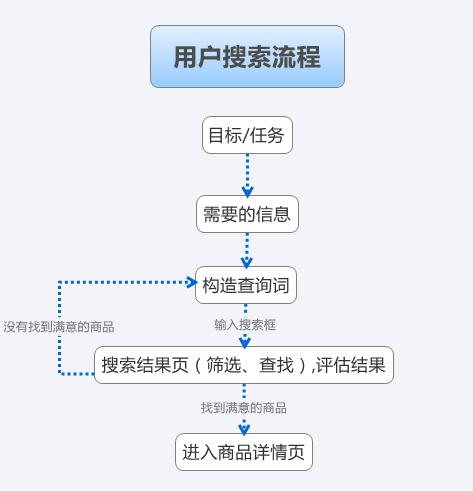 用户搜索流程
目标/任务
需要的信息
构造查询词
输入搜索框
没有找到满意的商品
搜索结果页（筛选、查找）,评估结果
找到满意的商品
进入商品详情页